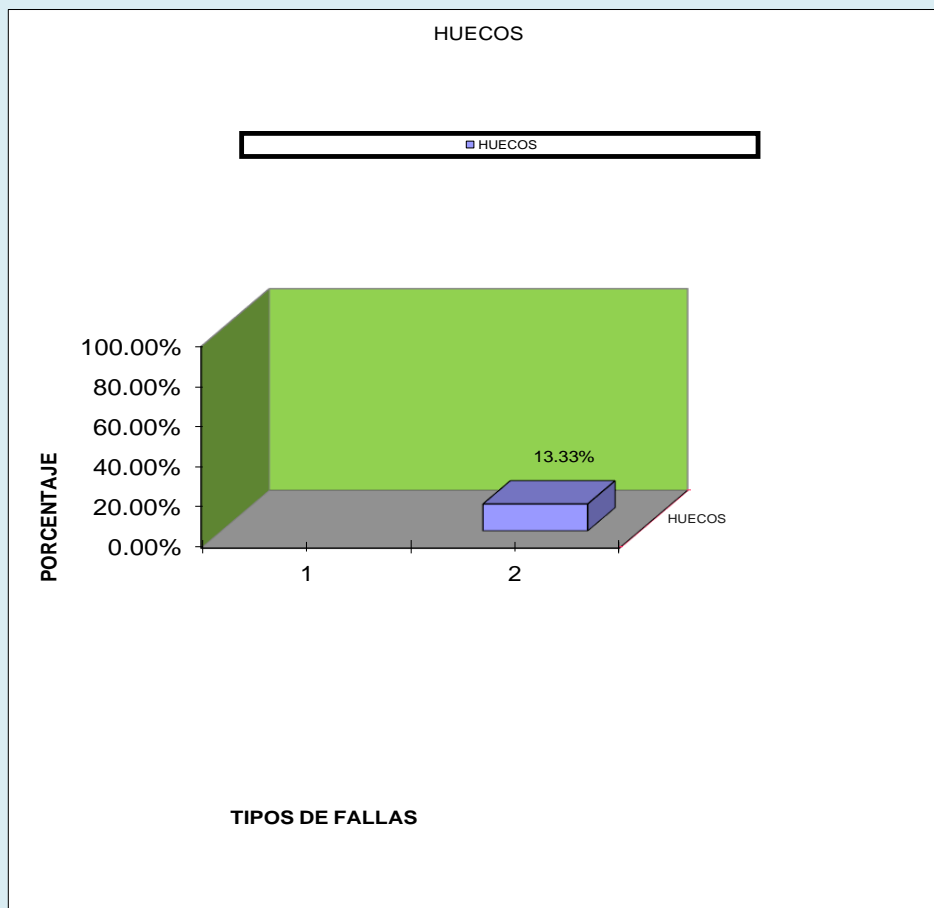 HUECOS
HUECOS
100.00%
80.00%
60.00%
40.00%
20.00%
0.00%
PORCENTAJE
13.33%
HUECOS
1 2
TIPOS DE FALLAS